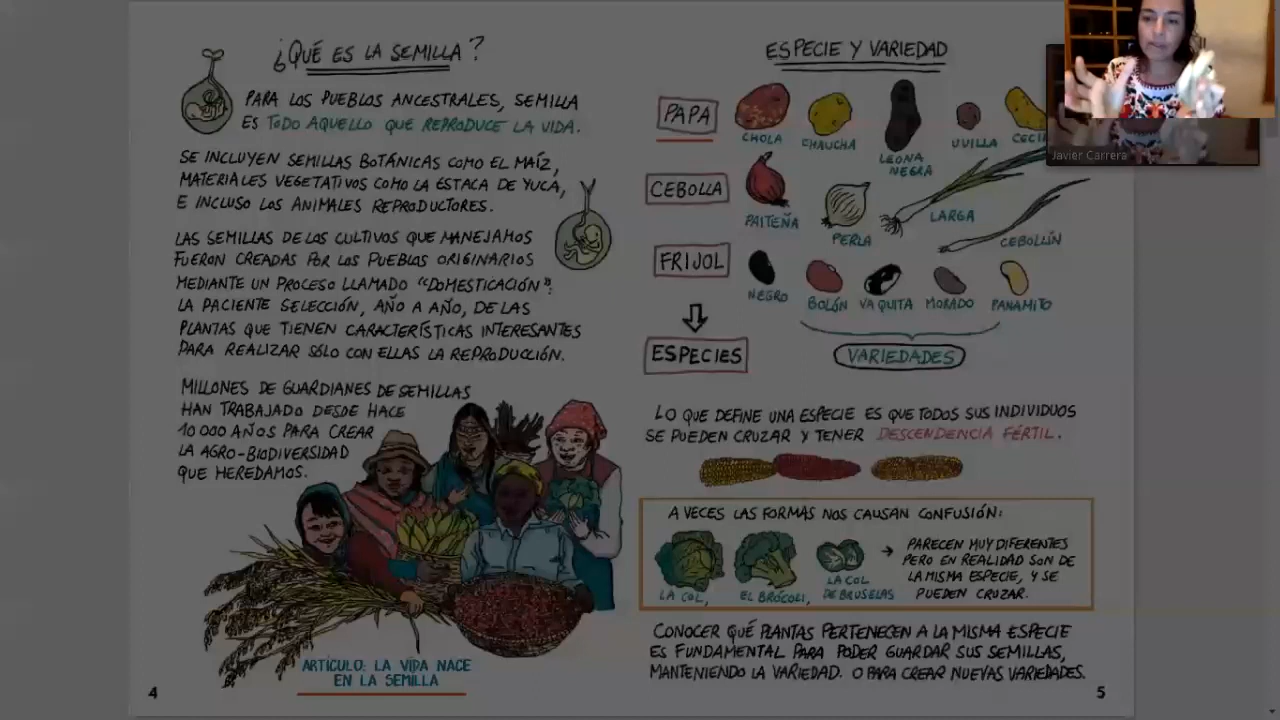 ¿QUÉ ES LA SEMILLA?
PARA LOS PUEBLOS ANCESTRALES, SEMILLA
ES TODO AQUELLO QUE REPRODUCE LA VIDA.
SE INCLUYEN SEMILLAS BOTÁNICAS COMO EL MAÍZ,
MATERIALES VEGETATIVOS COMO LA ESTACA DE YUCA,
E INCLUSO LOS ANIMALES REPRODUCTORES.
LAS SEMILLAS DE LOS CULTIVOS QUE MANEJAMOS
FUERON CREADAS POR LOS PUEBLOS ORIGINARIOS
MEDIANTE UN PROCESO LLAMADO "DOMESTICACIÓN":
LA PACIENTE SELECCIÓN, AÑO A AÑO, DE LAS
PLANTAS QUE TIENEN CARACTERÍSTICAS INTERESANTES
PARA REALIZAR SÓLO CON ELLAS LA REPRODUCCIÓN.
MILLONES DE GUARDIANES DE SEMILLAS
HAN TRABAJADO DESDE HACE
10 000 AÑOS PARA CREAR
LA AGRO-BIODIVERSIDAD
QUE HEREDAMOS.
ARTÍCULO: LA VIDA NACE
EN LA SEMILLA
4
ESPECIE Y VARIEDAD
PAPA
CHOLA
CHAUCHA
LEONA
NEGRA
UVILLA
CEBOLLA
PAITEÑA
PERLA
LARGA
CEBOLLÍN
FRIJOL
NEGRO
BOLÓN
VAQUITA
MORADO
PANAMITO
ESPECIES
VARIEDADES
LO QUE DEFINE UNA ESPECIE ES QUE TODOS SUS INDIVIDUOS
SE PUEDEN CRUZAR Y TENER DESCENDENCIA FÉRTIL.
A VECES LAS FORMAS NOS CAUSAN CONFUSIÓN:
LA COL,
EL BRÓCOLI,
LA COL
DE BRUSELAS
PARECEN MUY DIFERENTES
PERO EN REALIDAD SON DE
LA MISMA ESPECIE, Y SE
PUEDEN CRUZAR.
CONOCER QUÉ PLANTAS PERTENECEN A LA MISMA ESPECIE
ES FUNDAMENTAL PARA PODER GUARDAR SUS SEMILLAS,
MANTENIENDO LA VARIEDAD. O PARA CREAR NUEVAS VARIEDADES.
5
Javier Carrera